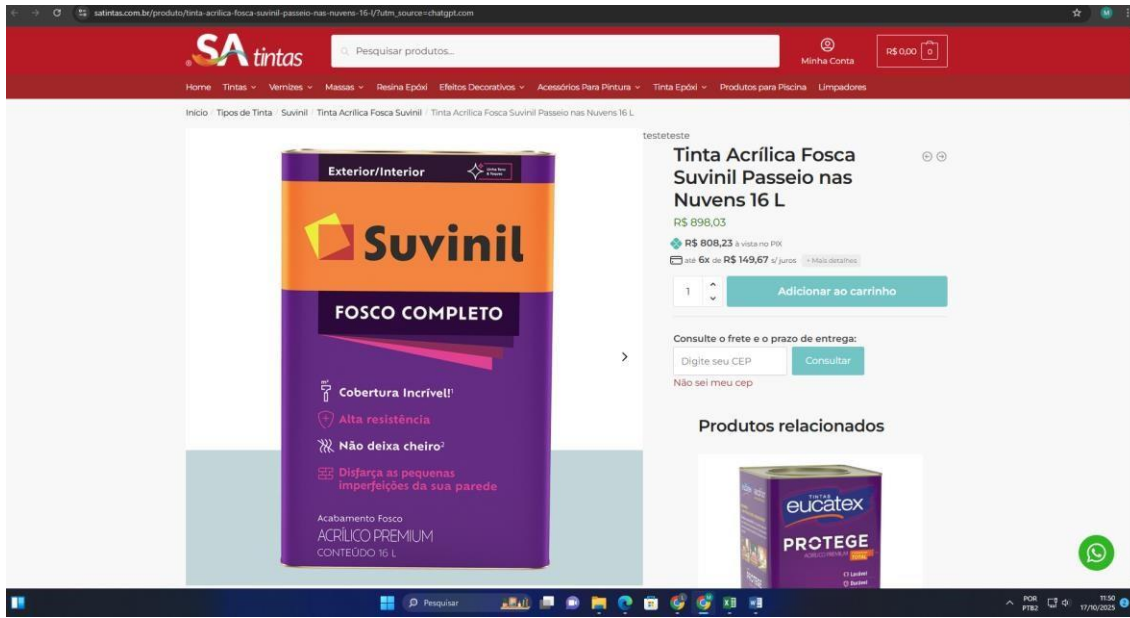 satintas.com.br/produto/tinta-acrilica-fosca-suvinil-passeio-nas-nuvens-16-l/?utm_source=chatgpt.com
SA tintas
Pesquisar produtos...
Minha Conta
R$ 0,00 0
Home Tintas Vernizes Massas Resina Epóxi Efeitos Decorativos Acessórios Para Pintura Tinta Epóxi Produtos para Piscina Limpadores
Início / Tipos de Tinta / Suvinil / Tinta Acrílica Fosca Suvinil / Tinta Acrílica Fosca Suvinil Passeio nas Nuvens 16 L
testeteste
Tinta Acrílica Fosca
Suvinil Passeio nas
Nuvens 16 L
R$ 898,03
R$ 808,23 à vista no PIX
até 6x de R$ 149,67 s/ juros + Mais detalhes
1
Adicionar ao carrinho
Consulte o frete e o prazo de entrega:
Digite seu CEP
Consultar
Não sei meu cep
Produtos relacionados
Exterior/Interior
Suvinil
FOSCO COMPLETO
m²
Cobertura Incrível!¹
Alta resistência
Não deixa cheiro²
Disfarça as pequenas
imperfeições da sua parede
Acabamento Fosco
ACRÍLICO PREMIUM
CONTEÚDO 16 L
TINTAS
eucatex
PROTEGE
ACRÍLICO PREMIUM
Pesquisar
POR
PTB2
11:50
17/10/2025